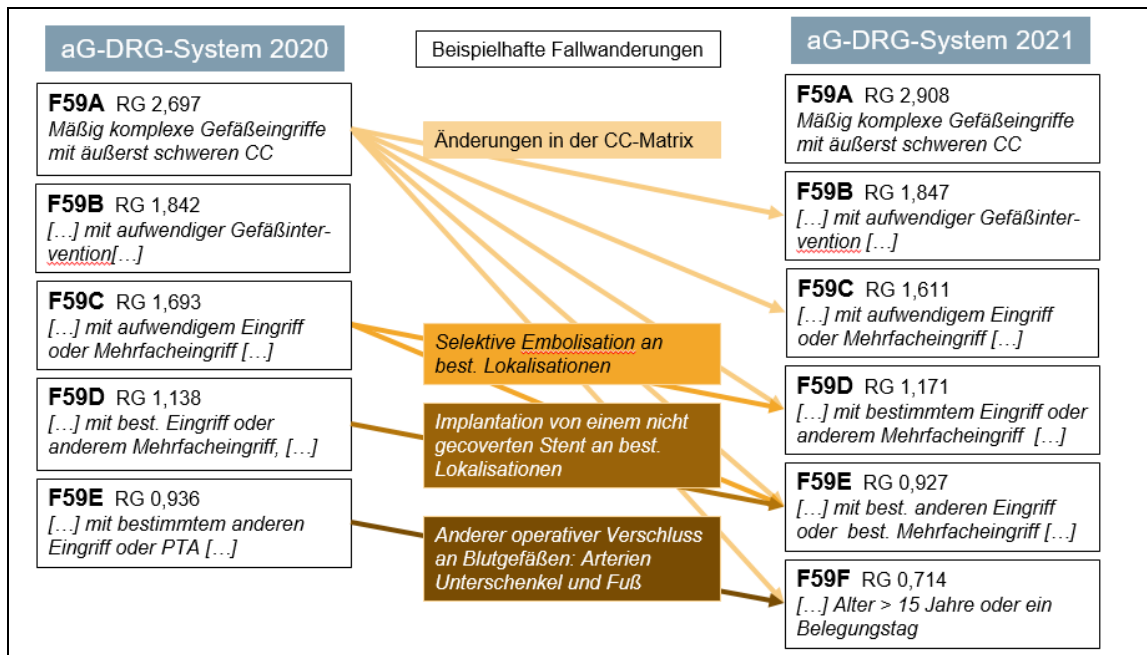 aG-DRG-System 2020
F59A RG 2,697
Mäßig komplexe Gefäßeingriffe
mit äußerst schweren CC
F59B RG 1,842
[…] mit aufwendiger Gefäßinter-
vention[…]
F59C RG 1,693
[…] mit aufwendigem Eingriff
oder Mehrfacheingriff […]
F59D RG 1,138
[…] mit best. Eingriff oder
anderem Mehrfacheingriff, […]
F59E RG 0,936
[…] mit bestimmtem anderen
Eingriff oder PTA […]
Beispielhafte Fallwanderungen
Änderungen in der CC-Matrix
Selektive Embolisation an
best. Lokalisationen
Implantation von einem nicht
gecoverten Stent an best.
Lokalisationen
Anderer operativer Verschluss
an Blutgefäßen: Arterien
Unterschenkel und Fuß
aG-DRG-System 2021
F59A RG 2,908
Mäßig komplexe Gefäßeingriffe
mit äußerst schweren CC
F59B RG 1,847
[…] mit aufwendiger Gefäßinter-
vention […]
F59C RG 1,611
[…] mit aufwendigem Eingriff
oder Mehrfacheingriff […]
F59D RG 1,171
[…] mit bestimmtem Eingriff oder
anderem Mehrfacheingriff […]
F59E RG 0,927
[…] mit best. anderen Eingriff
oder best. Mehrfacheingriff […]
F59F RG 0,714
[…] Alter > 15 Jahre oder ein
Belegungstag